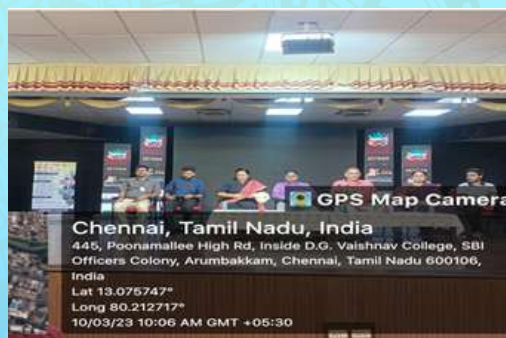 GPS Map Camera
Chennai, Tamil Nadu, India
445, Poonamallee High Rd, Inside D.G. Vaishnav College, SBI
Officers Colony, Arumbakkam, Chennai, Tamil Nadu 600106,
India
Lat 13.075747°
Long 80.212717°
10/03/23 10:06 AM GMT +05:30